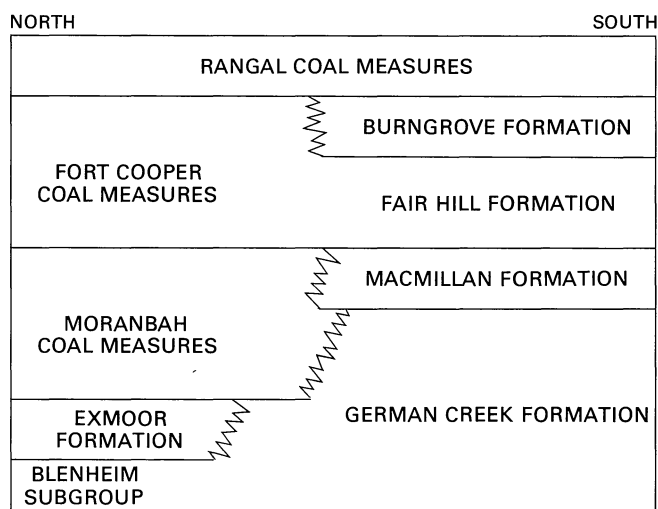 NORTH
SOUTH
RANGAL COAL MEASURES
BURNGROVE FORMATION
FORT COOPER
COAL MEASURES
FAIR HILL FORMATION
MACMILLAN FORMATION
MORANBAH
COAL MEASURES
GERMAN CREEK FORMATION
EXMOOR
FORMATION
BLENHEIM
SUBGROUP